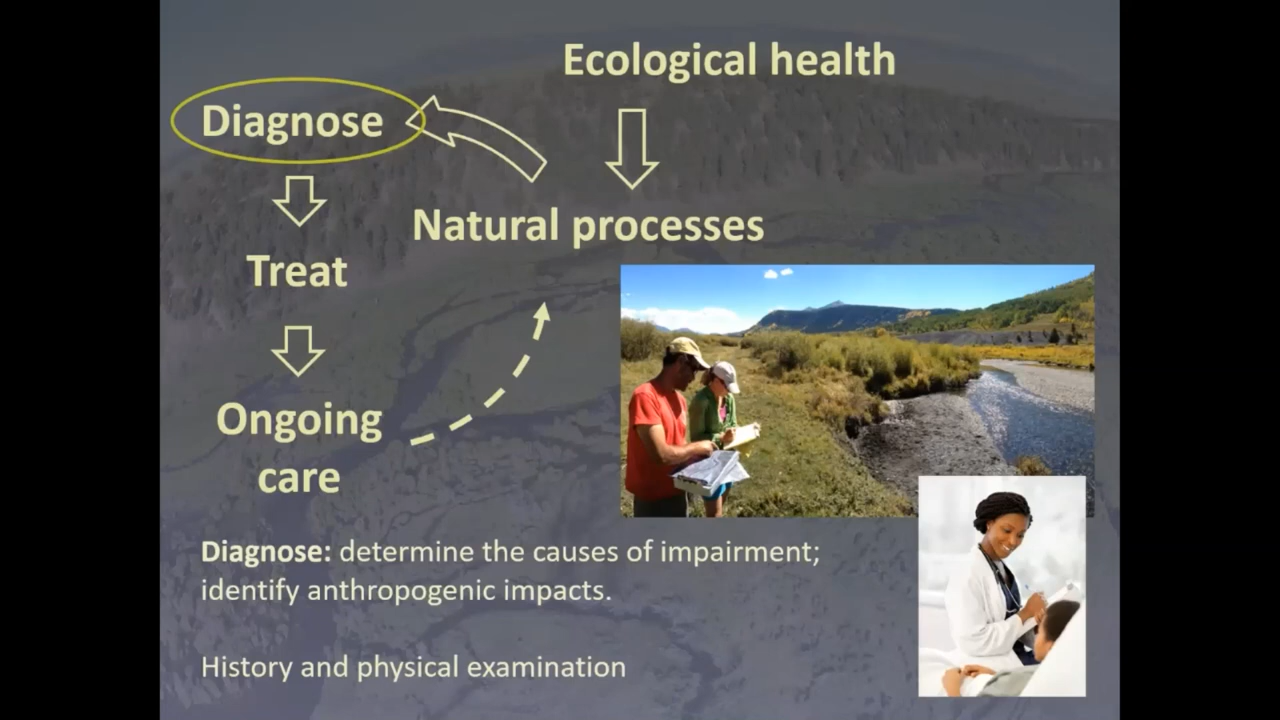 Ecological health
Diagnose
Natural processes
Treat
Ongoing
care
Diagnose: determine the causes of impairment;
identify anthropogenic impacts.
History and physical examination